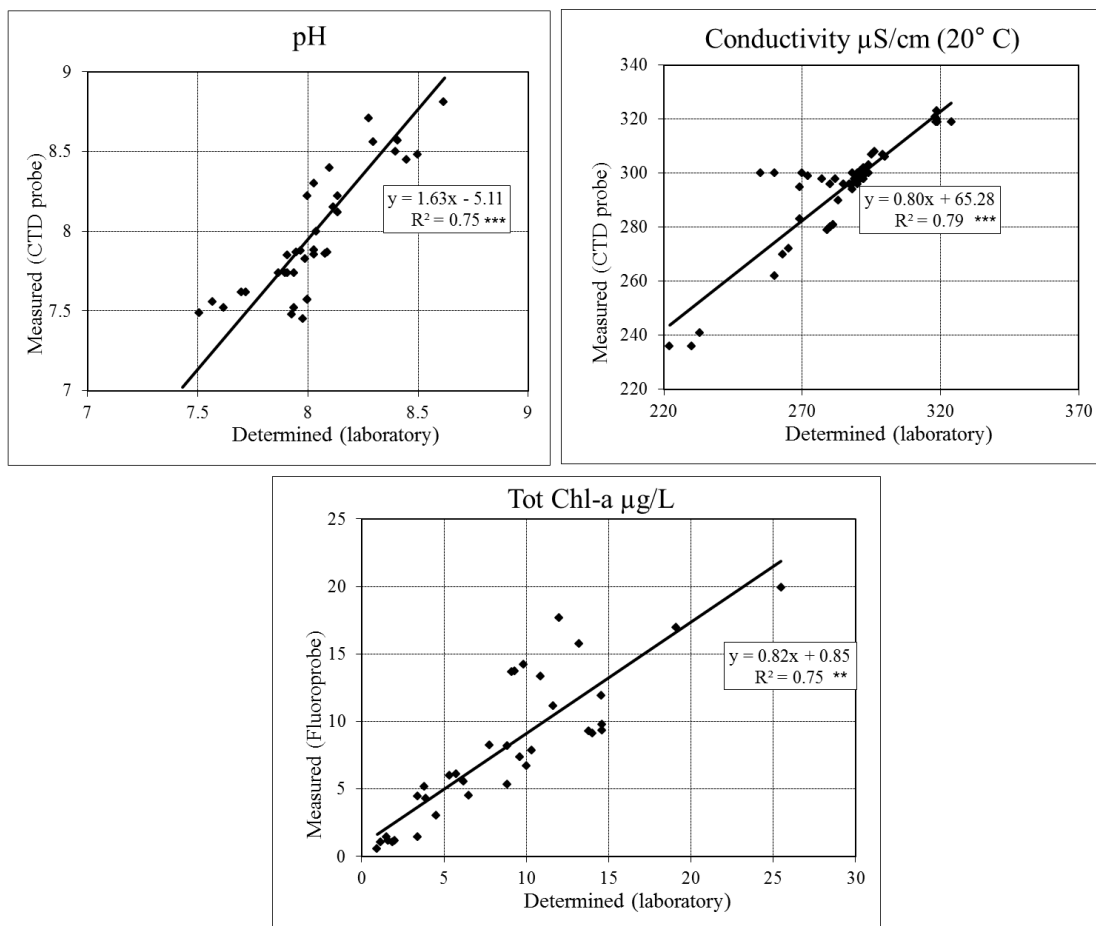 pH
9
8.5
8
7.5
7
7
7.5
8
8.5
9
Measured (CTD probe)
Determined (laboratory)
y = 1.63x - 5.11
R² = 0.75 ***
Conductivity µS/cm (20° C)
340
320
300
280
260
240
220
220
270
320
370
Measured (CTD probe)
Determined (laboratory)
y = 0.80x + 65.28
R² = 0.79 ***
Tot Chl-a µg/L
25
20
15
10
5
0
0
5
10
15
20
25
30
Measured (Fluoroprobe)
Determined (laboratory)
y = 0.82x + 0.85
R² = 0.75 **